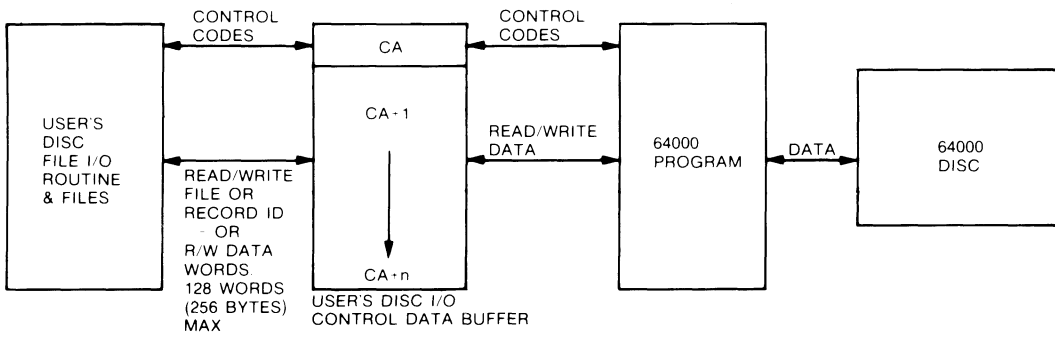 CONTROL
CODES
CONTROL
CODES
CA
CA+1
USER'S
DISC
FILE I/O
ROUTINE
& FILES
READ/WRITE
FILE OR
RECORD ID
- OR
R/W DATA
WORDS
128 WORDS
(256 BYTES)
MAX
CA+n
USER'S DISC I/O
CONTROL DATA BUFFER
READ/WRITE
DATA
64000
PROGRAM
DATA
64000
DISC